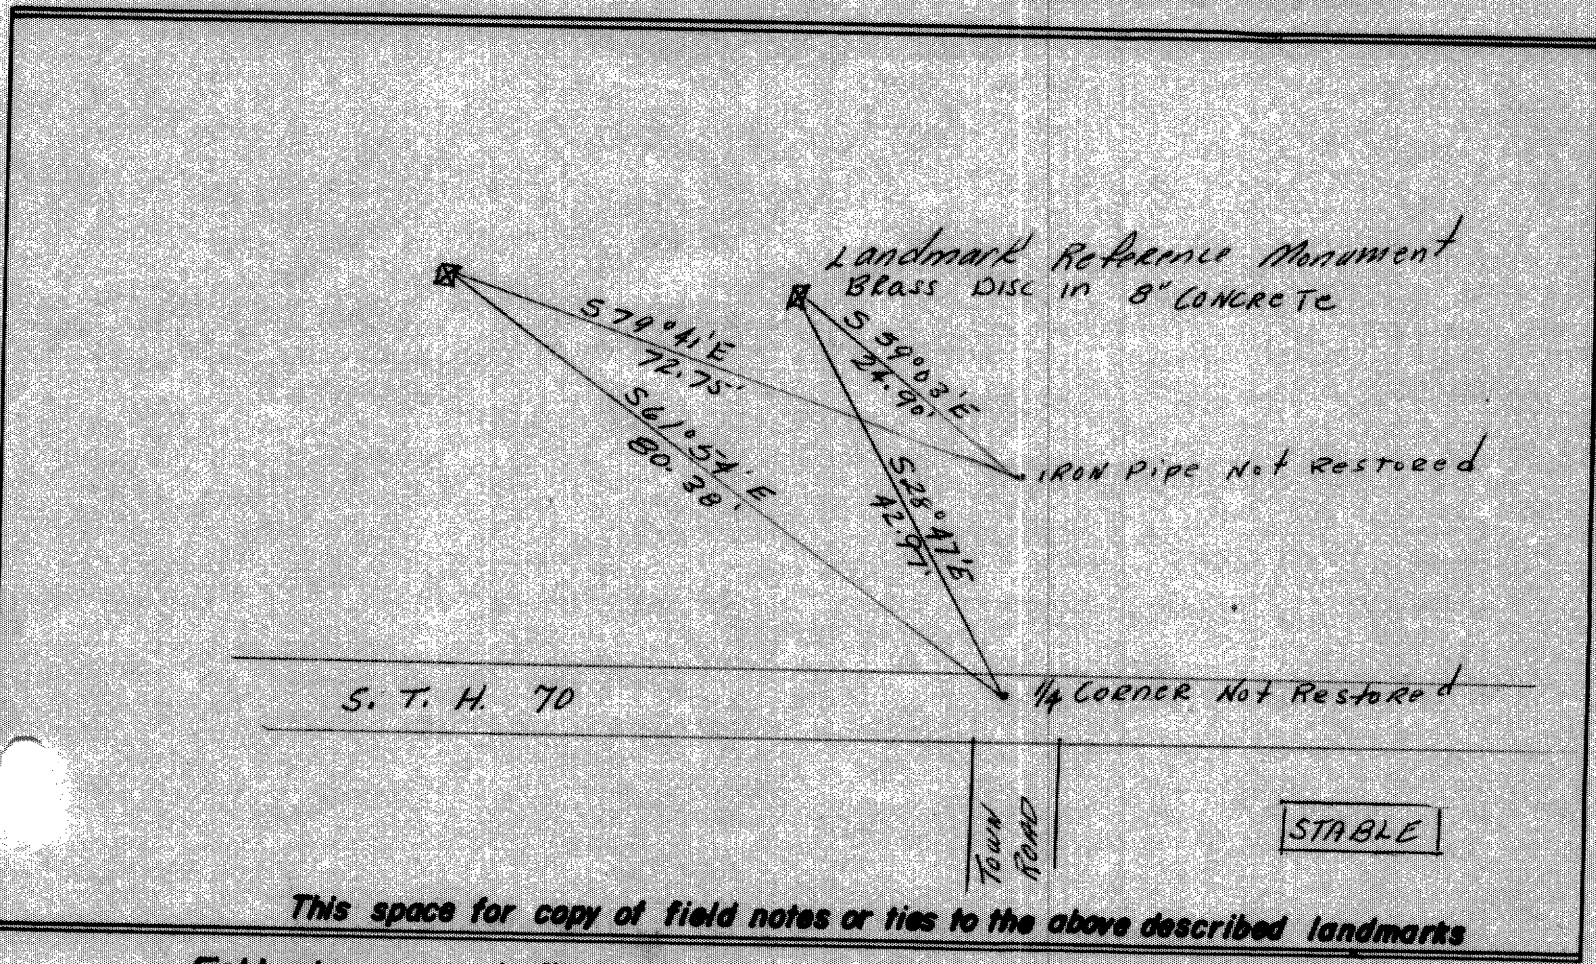 Landmark Reference Monument
Brass Disc in 8" CONCRETE
S 79°41'E
72.75'
S 59°03'E
24.90'
S61°54'E
80.38'
S28°47'E
42.97'
IRON Pipe Not Restored
1/4 CORNER Not Restored
S. T. H. 70
TOWN
ROAD
STABLE
This space for copy of field notes or ties to the above described landmarks